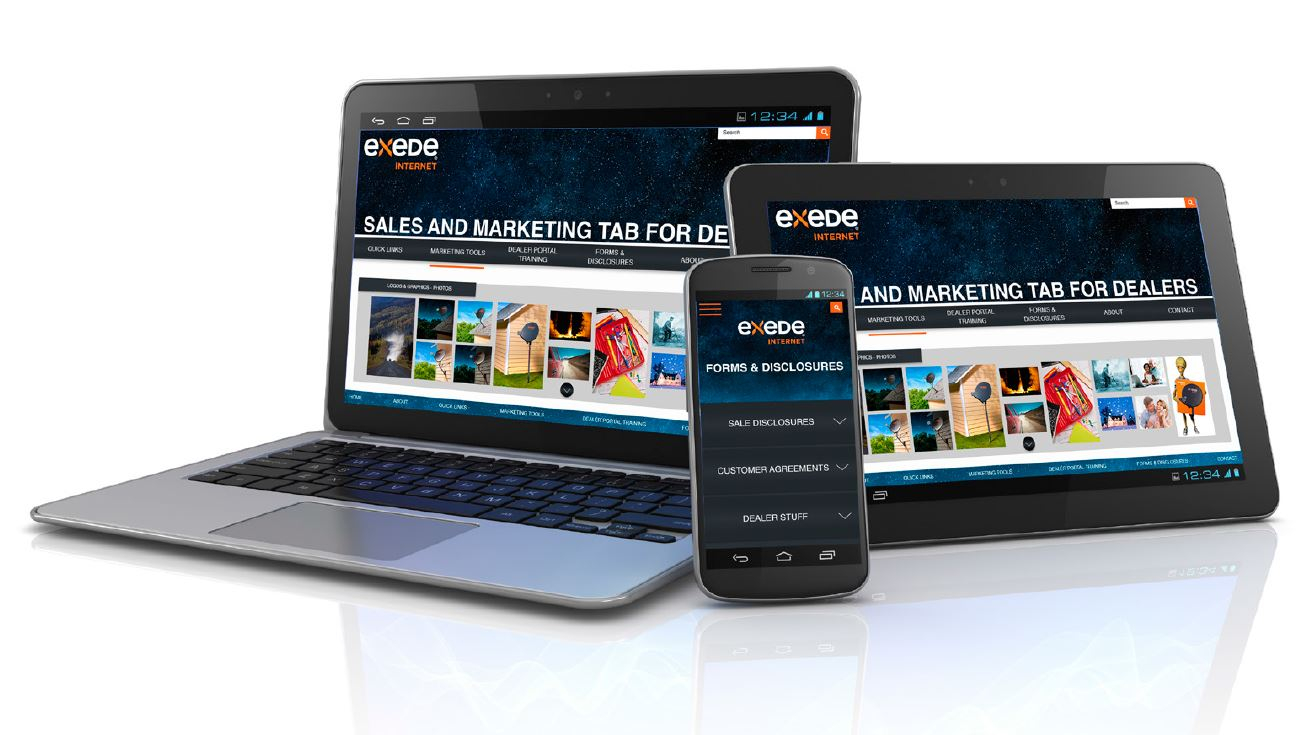 12:34
Search
exede
INTERNET
SALES AND MARKETING TAB FOR DE
QUICK LINKS
MARKETING TOOLS
DEALER PORTAL
TRAINING
FORMS &
DISCLOSURES
ABOU
LOGOS & GRAPHICS - PHOTOS
HOME
ABOUT
QUICK LINKS
MARKETING TOOLS
DEALER PORTAL TRAINING
FO
12:34
exede
INTERNET
FORMS & DISCLOSURES
SALE DISCLOSURES
CUSTOMER AGREEMENTS
DEALER STUFF
Search
exede
INTERNET
AND MARKETING TAB FOR DEALERS
MARKETING TOOLS
DEALER PORTAL
TRAINING
FORMS &
DISCLOSURES
ABOUT
CONTACT
PHICS - PHOTOS
QUICK LINKS
MARKETING TOOLS
DEALER PORTAL TRAINING
FORMS & DISCLOSURES
CONTACT
12:34